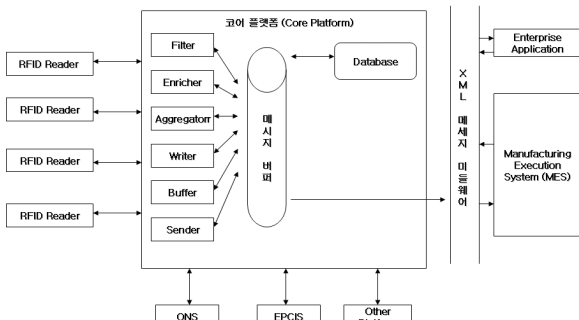 코어 플랫폼 (Core Platform)
RFID Reader
RFID Reader
RFID Reader
RFID Reader
Filter
Enricher
Aggregatorr
Writer
Buffer
Sender
메시지 버퍼
Database
XML 메세지 미들웨어
Enterprise
Application
Manufacturing
Execution
System (MES)
ONS
EPCIS
Other